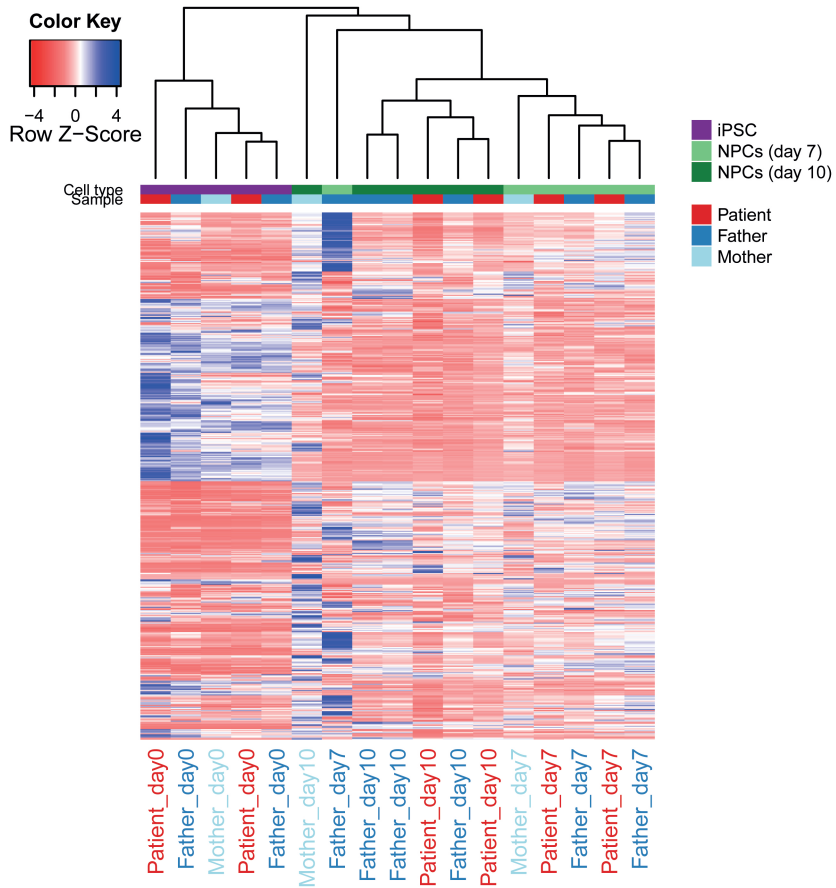 Color Key
−4 0 4
Row Z−Score
iPSC
NPCs (day 7)
NPCs (day 10)
Cell type
Sample
Patient
Father
Mother
Patient_day0
Father_day0
Mother_day0
Patient_day0
Father_day0
Mother_day10
Father_day7
Father_day10
Father_day10
Patient_day10
Father_day10
Patient_day10
Mother_day7
Patient_day7
Father_day7
Patient_day7
Father_day7